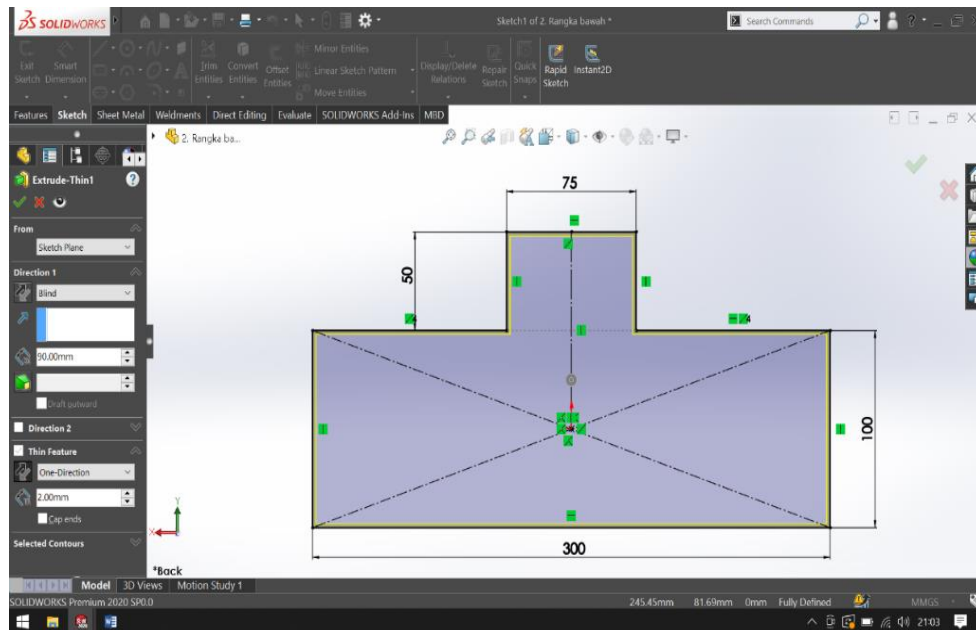 SOLIDWORKS
Sketch1 of 2. Rangka bawah *
Search Commands
Exit Sketch
Smart Dimension
Trim Entities
Convert Entities
Offset Entities
Mirror Entities
Linear Sketch Pattern
Move Entities
Display/Delete Relations
Repair Sketch
Quick Snaps
Rapid Sketch
Instant2D
Features Sketch Sheet Metal Weldments Direct Editing Evaluate SOLIDWORKS Add-Ins MBD
2. Rangka ba...
Extrude-Thin1
From
Sketch Plane
Direction 1
Blind
90.00mm
Draft outward
Direction 2
Thin Feature
One-Direction
2.00mm
Cap ends
Selected Contours
75
50
4
4
100
300
Y
X
*Back
Model 3D Views Motion Study 1
SOLIDWORKS Premium 2020 SP0.0
245.45mm 81.69mm 0mm Fully Defined MMGS
21:03